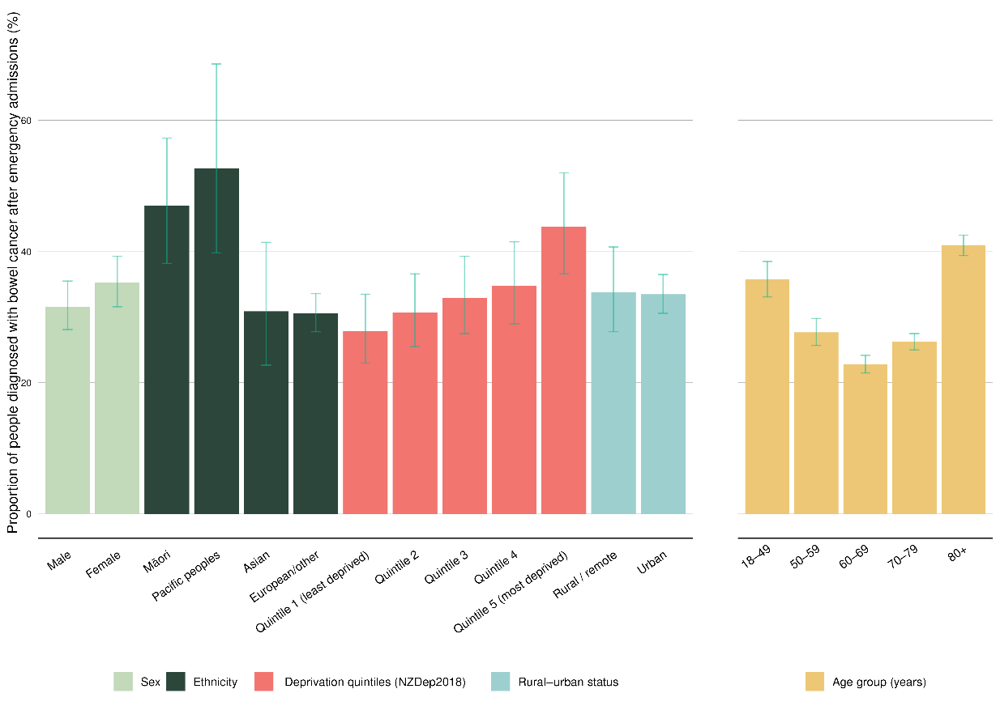 Proportion of people diagnosed with bowel cancer after emergency admissions (%)
60
40
20
0
Male
Female
Māori
Pacific peoples
Asian
European/other
Quintile 1 (least deprived)
Quintile 2
Quintile 3
Quintile 4
Quintile 5 (most deprived)
Rural / remote
Urban
18–49
50–59
60–69
70–79
80+
Sex
Ethnicity
Deprivation quintiles (NZDep2018)
Rural–urban status
Age group (years)